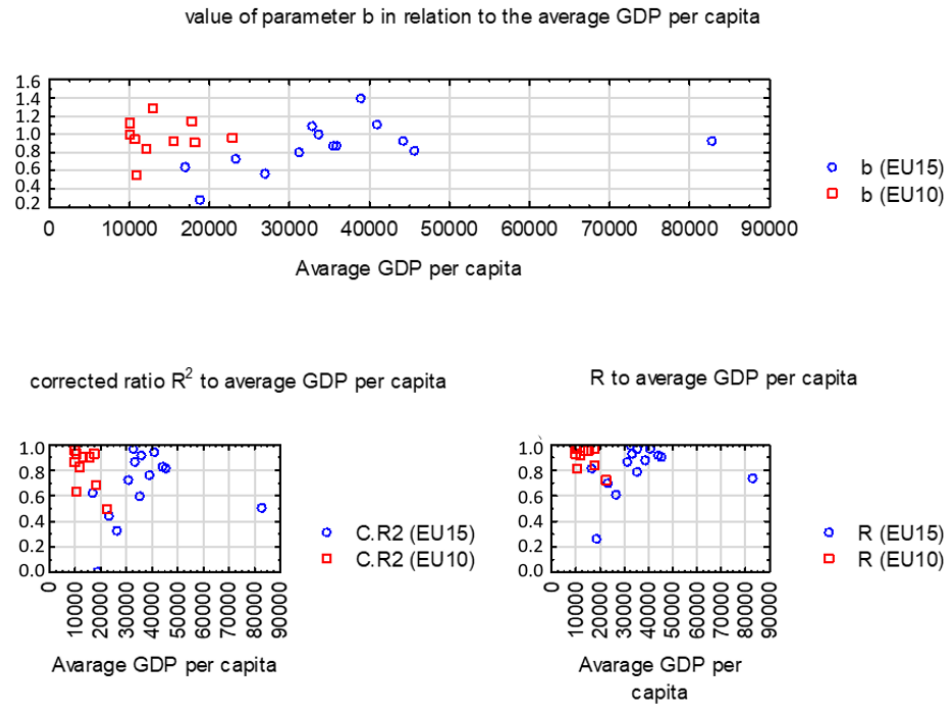 value of parameter b in relation to the average GDP per capita
1.6
1.4
1.2
1.0
0.8
0.6
0.4
0.2
0 10000 20000 30000 40000 50000 60000 70000 80000 90000
Avarage GDP per capita
b (EU15)
b (EU10)
corrected ratio R² to average GDP per capita
1.0
0.8
0.6
0.4
0.2
0.0
0 10000 20000 30000 40000 50000 60000 70000 80000 90000
Avarage GDP per capita
C.R2 (EU15)
C.R2 (EU10)
R to average GDP per capita
1.0
0.8
0.6
0.4
0.2
0.0
0 10000 20000 30000 40000 50000 60000 70000 80000 90000
Avarage GDP per
capita
R (EU15)
R (EU10)